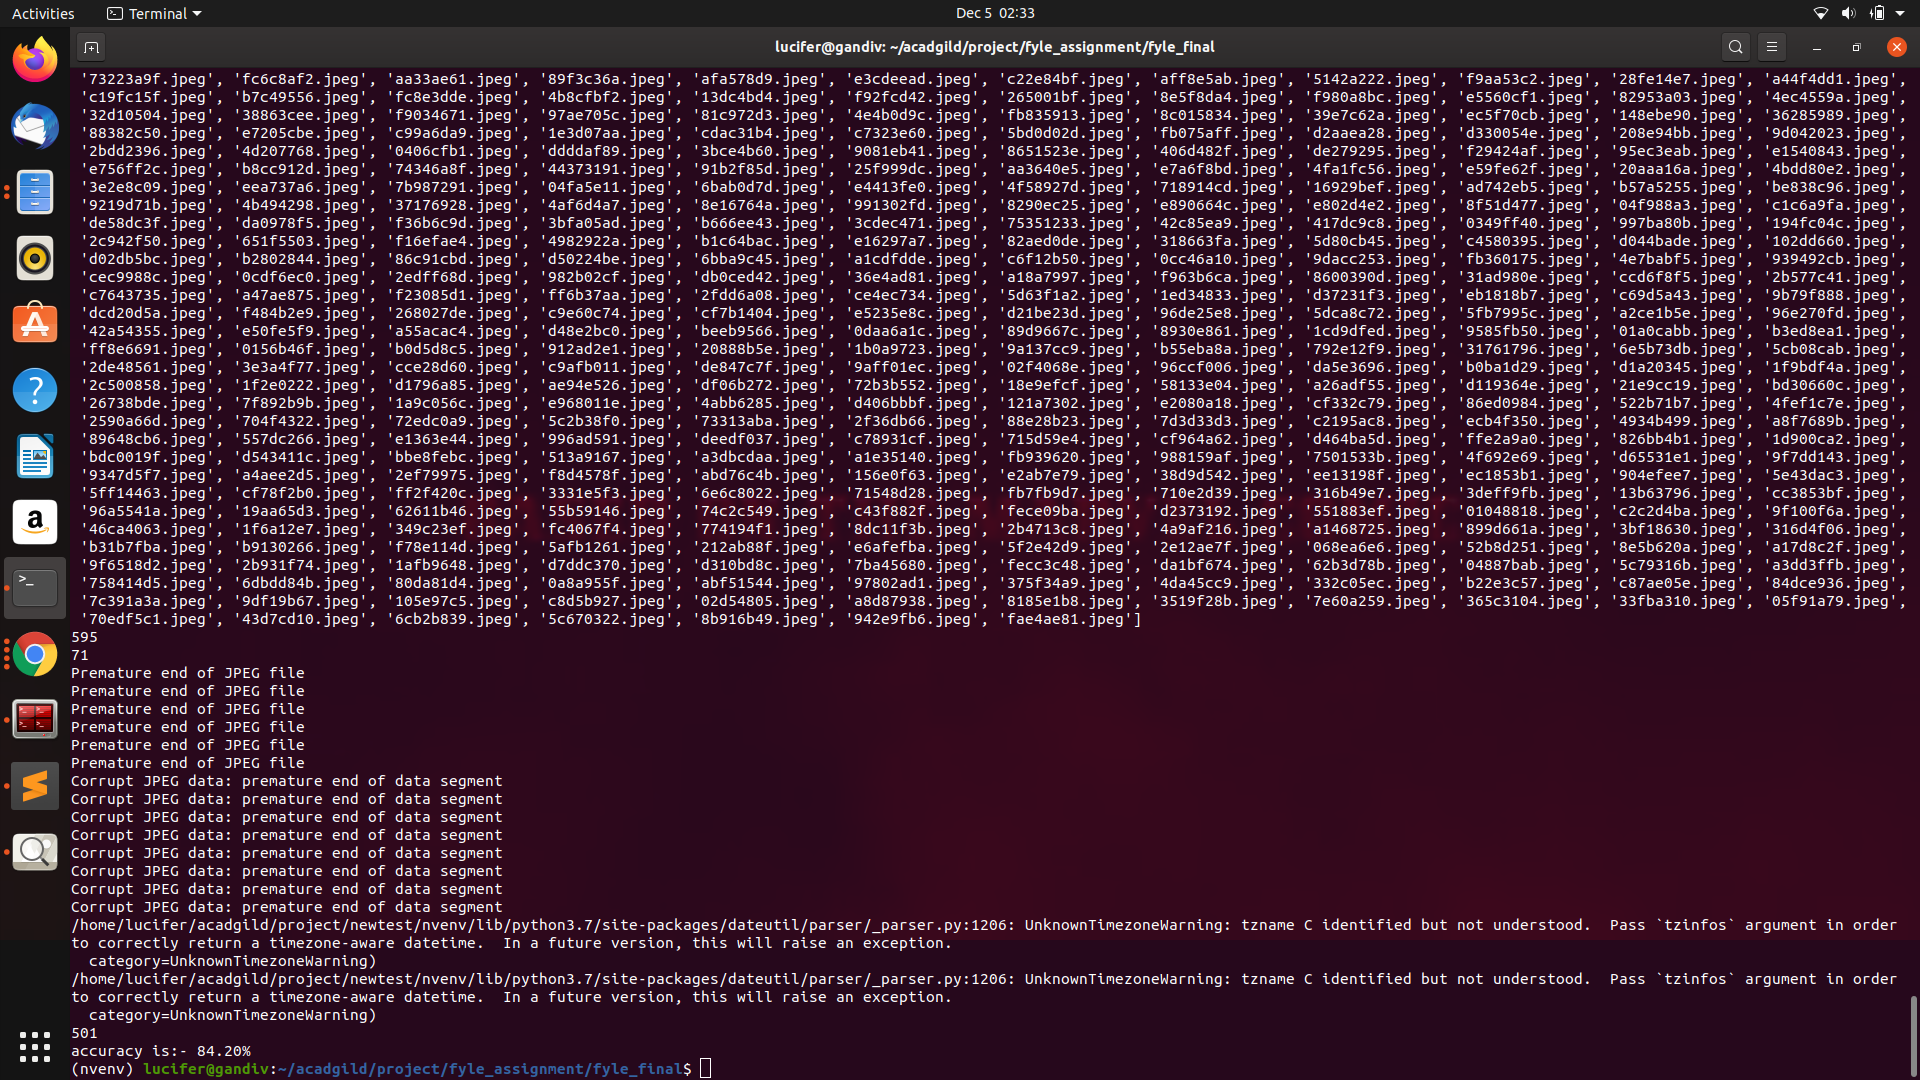 Activities
Terminal
Dec 5 02:33
lucifer@gandiv: ~/acadgild/project/fyle_assignment/fyle_final
'73223a9f.jpeg', 'fc6c8af2.jpeg', 'aa33ae61.jpeg', '89f3c36a.jpeg', 'afa578d9.jpeg', 'e3cdeead.jpeg', 'c22e84bf.jpeg', 'aff8e5ab.jpeg', '5142a222.jpeg', 'f9aa53c2.jpeg', '28fe14e7.jpeg', 'a44f4dd1.jpeg',
'c19fc15f.jpeg', 'b7c49556.jpeg', 'fc8e3dde.jpeg', '4b8cfbf2.jpeg', '13dc4bd4.jpeg', 'f92fcd42.jpeg', '265001bf.jpeg', '8e5f8da4.jpeg', 'f980a8bc.jpeg', 'e5560cf1.jpeg', '82953a03.jpeg', '4ec4559a.jpeg',
'32d10504.jpeg', '38863cee.jpeg', 'f9034671.jpeg', '97ae705c.jpeg', '81c972d3.jpeg', '4e4b0d9c.jpeg', 'fb835913.jpeg', '8c015834.jpeg', '39e7c62a.jpeg', 'ec5f70cb.jpeg', '148ebe90.jpeg', '36285989.jpeg',
'88382c50.jpeg', 'e7205cbe.jpeg', 'c99a6da9.jpeg', '1e3d07aa.jpeg', 'cdac31b4.jpeg', 'c7323e60.jpeg', '5bd0d02d.jpeg', 'fb075aff.jpeg', 'd2aaea28.jpeg', 'd330054e.jpeg', '208e94bb.jpeg', '9d042023.jpeg',
'2bdd2396.jpeg', '4d207768.jpeg', '0406cfb1.jpeg', 'ddddaf89.jpeg', '3bce4b60.jpeg', '9081eb41.jpeg', '8651523e.jpeg', '406d482f.jpeg', 'de279295.jpeg', 'f29424af.jpeg', '95ec3eab.jpeg', 'e1540843.jpeg',
'e756ff2c.jpeg', 'b8cc912d.jpeg', '74346a8f.jpeg', '44373191.jpeg', '91b2f85d.jpeg', '25f999dc.jpeg', 'aa3640e5.jpeg', 'e7a6f8bd.jpeg', '4fa1fc56.jpeg', 'e59fe62f.jpeg', '20aaa16a.jpeg', '4bdd80e2.jpeg',
'3e2e8c09.jpeg', 'eea737a6.jpeg', '7b987291.jpeg', '04fa5e11.jpeg', '6bab0d7d.jpeg', 'e4413fe0.jpeg', '4f58927d.jpeg', '718914cd.jpeg', '16929bef.jpeg', 'ad742eb5.jpeg', 'b57a5255.jpeg', 'be838c96.jpeg',
'9219d71b.jpeg', '4b494298.jpeg', '37176928.jpeg', '4af6d4a7.jpeg', '8e16764a.jpeg', '991302fd.jpeg', '8290ec25.jpeg', 'e890664c.jpeg', 'e802d4e2.jpeg', '8f51d477.jpeg', '04f988a3.jpeg', 'c1c6a9fa.jpeg',
'de58dc3f.jpeg', 'da0978f5.jpeg', 'f36b6c9d.jpeg', '3bfa05ad.jpeg', 'b666ee43.jpeg', '3cdec471.jpeg', '75351233.jpeg', '42c85ea9.jpeg', '417dc9c8.jpeg', '0349ff40.jpeg', '997ba80b.jpeg', '194fc04c.jpeg',
'2c942f50.jpeg', '651f5503.jpeg', 'f16efae4.jpeg', '4982922a.jpeg', 'b1c64bac.jpeg', 'e16297a7.jpeg', '82aed0de.jpeg', '318663fa.jpeg', '5d80cb45.jpeg', 'c4580395.jpeg', 'd044bade.jpeg', '102dd660.jpeg',
'd02db5bc.jpeg', 'b2802844.jpeg', '86c91cbd.jpeg', 'd50224be.jpeg', '6bba9c45.jpeg', 'a1cdfdde.jpeg', 'c6f12b50.jpeg', '0cc46a10.jpeg', '9dacc253.jpeg', 'fb360175.jpeg', '4e7babf5.jpeg', '939492cb.jpeg',
'cec9988c.jpeg', '0cdf6ec0.jpeg', '2edff68d.jpeg', '982b02cf.jpeg', 'db0ced42.jpeg', '36e4ad81.jpeg', 'a18a7997.jpeg', 'f963b6ca.jpeg', '8600390d.jpeg', '31ad980e.jpeg', 'ccd6f8f5.jpeg', '2b577c41.jpeg',
'c7643735.jpeg', 'a47ae875.jpeg', 'f23085d1.jpeg', 'ff6b37aa.jpeg', '2fdd6a08.jpeg', 'ce4ec734.jpeg', '5d63f1a2.jpeg', '1ed34833.jpeg', 'd37231f3.jpeg', 'eb1818b7.jpeg', 'c69d5a43.jpeg', '9b79f888.jpeg',
'dcd20d5a.jpeg', 'f484b2e9.jpeg', '268027de.jpeg', 'c9e60c74.jpeg', 'cf7b1404.jpeg', 'e5235e8c.jpeg', 'd21be23d.jpeg', '96de25e8.jpeg', '5dca8c72.jpeg', '5fb7995c.jpeg', 'a2ce1b5e.jpeg', '96e270fd.jpeg',
'42a54355.jpeg', 'e50fe5f9.jpeg', 'a55acac4.jpeg', 'd48e2bc0.jpeg', 'beeb9566.jpeg', '0daa6a1c.jpeg', '89d9667c.jpeg', '8930e861.jpeg', '1cd9dfed.jpeg', '9585fb50.jpeg', '01a0cabb.jpeg', 'b3ed8ea1.jpeg',
'ff8e6691.jpeg', '0156b46f.jpeg', 'b0d5d8c5.jpeg', '912ad2e1.jpeg', '20888b5e.jpeg', '1b0a9723.jpeg', '9a137cc9.jpeg', 'b55eba8a.jpeg', '792e12f9.jpeg', '31761796.jpeg', '6e5b73db.jpeg', '5cb08cab.jpeg',
'2de48561.jpeg', '3e3a4f77.jpeg', 'cce28d60.jpeg', 'c9afb011.jpeg', 'de847c7f.jpeg', '9aff01ec.jpeg', '02f4068e.jpeg', '96ccf006.jpeg', 'da5e3696.jpeg', 'b0ba1d29.jpeg', 'd1a20345.jpeg', '1f9bdf4a.jpeg',
'2c500858.jpeg', '1f2e0222.jpeg', 'd1796a85.jpeg', 'ae94e526.jpeg', 'df06b272.jpeg', '72b3b552.jpeg', '18e9efcf.jpeg', '58133e04.jpeg', 'a26adf55.jpeg', 'd119364e.jpeg', '21e9cc19.jpeg', 'bd30660c.jpeg',
'26738bde.jpeg', '7f892b9b.jpeg', '1a9c056c.jpeg', 'e968011e.jpeg', '4abb6285.jpeg', 'd406bbbf.jpeg', '121a7302.jpeg', 'e2080a18.jpeg', 'cf332c79.jpeg', '86ed0984.jpeg', '522b71b7.jpeg', '4fef1c7e.jpeg',
'2590a66d.jpeg', '704f4322.jpeg', '72edc0a9.jpeg', '5c2b38f0.jpeg', '73313aba.jpeg', '2f36db66.jpeg', '88e28b23.jpeg', '7d3d33d3.jpeg', 'c2195ac8.jpeg', 'ecb4f350.jpeg', '4934b499.jpeg', 'a8f7689b.jpeg',
'89648cb6.jpeg', '557dc266.jpeg', 'e1363e44.jpeg', '996ad591.jpeg', 'deedf037.jpeg', 'c78931cf.jpeg', '715d59e4.jpeg', 'cf964a62.jpeg', 'd464ba5d.jpeg', 'ffe2a9a0.jpeg', '826bb4b1.jpeg', '1d900ca2.jpeg',
'bdc0019f.jpeg', 'd543411c.jpeg', 'bbe8febc.jpeg', '513a9167.jpeg', 'a3dbcdaa.jpeg', 'a1e35140.jpeg', 'fb939620.jpeg', '988159af.jpeg', '7501533b.jpeg', '4f692e69.jpeg', 'd65531e1.jpeg', '9f7dd143.jpeg',
'9347d5f7.jpeg', 'a4aee2d5.jpeg', '2ef79975.jpeg', 'f8d4578f.jpeg', 'abd76c4b.jpeg', '156e0f63.jpeg', 'e2ab7e79.jpeg', '38d9d542.jpeg', 'ee13198f.jpeg', 'ec1853b1.jpeg', '904efee7.jpeg', '5e43dac3.jpeg',
'5ff14463.jpeg', 'cf78f2b0.jpeg', 'ff2f420c.jpeg', '3331e5f3.jpeg', '6e6c8022.jpeg', '71548d28.jpeg', 'fb7fb9d7.jpeg', '710e2d39.jpeg', '316b49e7.jpeg', '3deff9fb.jpeg', '13b63796.jpeg', 'cc3853bf.jpeg',
'96a5541a.jpeg', '19aa65d3.jpeg', '62611b46.jpeg', '55b59146.jpeg', '74c2c549.jpeg', 'c43f882f.jpeg', 'fece09ba.jpeg', 'd2373192.jpeg', '551883ef.jpeg', '01048818.jpeg', 'c2c2d4ba.jpeg', '9f100f6a.jpeg',
'46ca4063.jpeg', '1f6a12e7.jpeg', '349c23ef.jpeg', 'fc4067f4.jpeg', '774194f1.jpeg', '8dc11f3b.jpeg', '2b4713c8.jpeg', '4a9af216.jpeg', 'a1468725.jpeg', '899d661a.jpeg', '3bf18630.jpeg', '316d4f06.jpeg',
'b31b7fba.jpeg', 'b9130266.jpeg', 'f78e114d.jpeg', '5afb1261.jpeg', '212ab88f.jpeg', 'e6afefba.jpeg', '5f2e42d9.jpeg', '2e12ae7f.jpeg', '068ea6e6.jpeg', '52b8d251.jpeg', '8e5b620a.jpeg', 'a17d8c2f.jpeg',
'9f6518d2.jpeg', '2b931f74.jpeg', '1afb9648.jpeg', 'd7ddc370.jpeg', 'd310bd8c.jpeg', '7ba45680.jpeg', 'fecc3c48.jpeg', 'da1bf674.jpeg', '62b3d78b.jpeg', '04887bab.jpeg', '5c79316b.jpeg', 'a3dd3ffb.jpeg',
'758414d5.jpeg', '6dbdd84b.jpeg', '80da81d4.jpeg', '0a8a955f.jpeg', 'abf51544.jpeg', '97802ad1.jpeg', '375f34a9.jpeg', '4da45cc9.jpeg', '332c05ec.jpeg', 'b22e3c57.jpeg', 'c87ae05e.jpeg', '84dce936.jpeg',
'7c391a3a.jpeg', '9df19b67.jpeg', '105e97c5.jpeg', 'c8d5b927.jpeg', '02d54805.jpeg', 'a8d87938.jpeg', '8185e1b8.jpeg', '3519f28b.jpeg', '7e60a259.jpeg', '365c3104.jpeg', '33fba310.jpeg', '05f91a79.jpeg',
'70edf5c1.jpeg', '43d7cd10.jpeg', '6cb2b839.jpeg', '5c670322.jpeg', '8b916b49.jpeg', '942e9fb6.jpeg', 'fae4ae81.jpeg']
595
71
Premature end of JPEG file
Premature end of JPEG file
Premature end of JPEG file
Premature end of JPEG file
Premature end of JPEG file
Premature end of JPEG file
Corrupt JPEG data: premature end of data segment
Corrupt JPEG data: premature end of data segment
Corrupt JPEG data: premature end of data segment
Corrupt JPEG data: premature end of data segment
Corrupt JPEG data: premature end of data segment
Corrupt JPEG data: premature end of data segment
Corrupt JPEG data: premature end of data segment
Corrupt JPEG data: premature end of data segment
/home/lucifer/acadgild/project/newtest/nvenv/lib/python3.7/site-packages/dateutil/parser/_parser.py:1206: UnknownTimezoneWarning: tzname C identified but not understood.  Pass `tzinfos` argument in order
to correctly return a timezone-aware datetime.  In a future version, this will raise an exception.
category=UnknownTimezoneWarning)
/home/lucifer/acadgild/project/newtest/nvenv/lib/python3.7/site-packages/dateutil/parser/_parser.py:1206: UnknownTimezoneWarning: tzname C identified but not understood.  Pass `tzinfos` argument in order
to correctly return a timezone-aware datetime.  In a future version, this will raise an exception.
category=UnknownTimezoneWarning)
501
accuracy is:- 84.20%
(nvenv) lucifer@gandiv:~/acadgild/project/fyle_assignment/fyle_final$